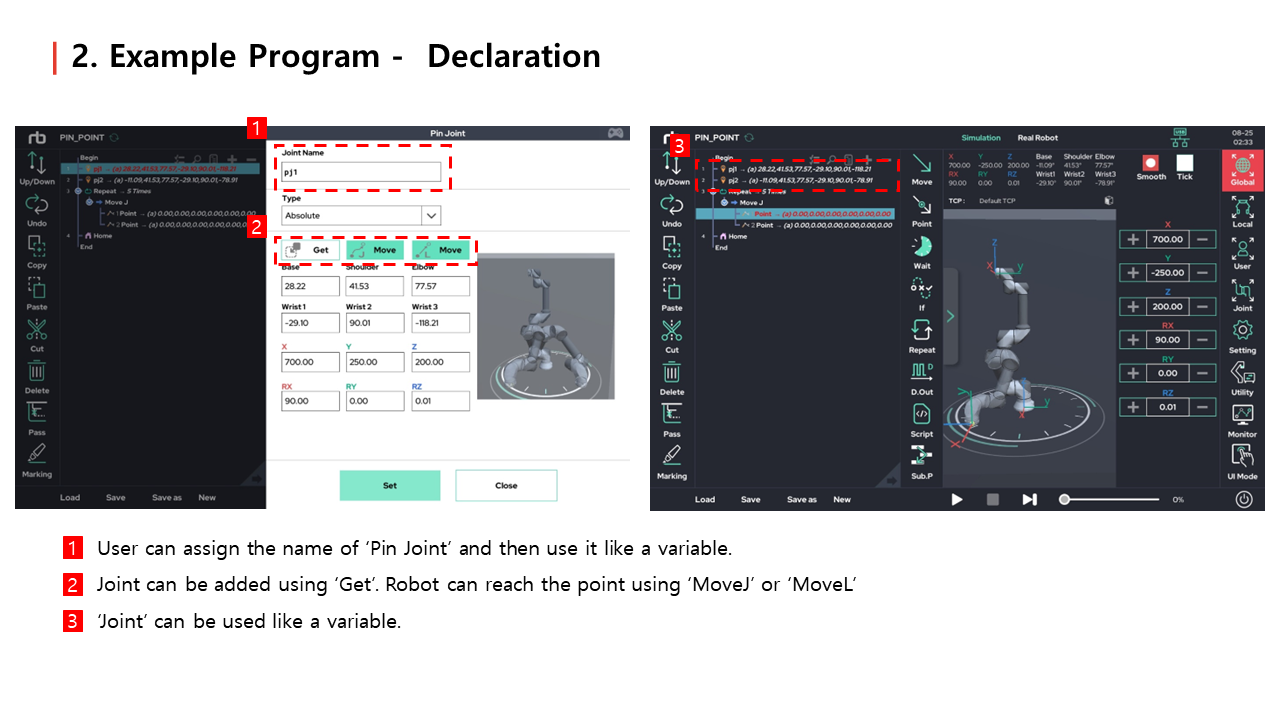 2. Example Program - Declaration
1
rb PIN_POINT
Begin
1 pj1 → (a) 28.22,41.53,77.57,-29.10,90.01,-118.21
2 pj2 → (a) -11.09,41.53,77.57,-29.10,90.01,-78.91
3 Repeat → 5 Times
Move J
1 Point → (a) 0.00,0.00,0.00,0.00,0.00,0.00
2 Point → (a) 0.00,0.00,0.00,0.00,0.00,0.00
4 Home
End
Up/Down
Undo
Copy
Paste
Cut
Delete
Pass
Marking
Load Save Save as New
Pin Joint
Joint Name
pj1
Type
Absolute
2
Get Move Move
Base Shoulder Elbow
28.22 41.53 77.57
Wrist 1 Wrist 2 Wrist 3
-29.10 90.01 -118.21
X Y Z
700.00 250.00 200.00
RX RY RZ
90.00 0.00 0.01
Set Close
3
rb PIN_POINT
Simulation Real Robot
USB
08-25
02:33
Begin
1 pj1 → (a) 28.22,41.53,77.57,-29.10,90.01,-118.21
2 pj2 → (a) -11.09,41.53,77.57,-29.10,90.01,-78.91
3 Repeat → 5 Times
Move J
Point → (a) 0.00,0.00,0.00,0.00,0.00,0.00
2 Point → (a) 0.00,0.00,0.00,0.00,0.00,0.00
4 Home
End
Up/Down
Undo
Copy
Paste
Cut
Delete
Pass
Marking
Load Save Save as New
Move
Point
Wait
If
Repeat
D.Out
Script
Sub.P
X Y Z Base Shoulder Elbow
700.00 -250.00 200.00 -11.09° 41.53° 77.57°
RX RY RZ Wrist1 Wrist2 Wrist3
90.00 0.00 0.01 -29.10° 90.01° -78.91°
TCP : Default TCP
Z
X Y
Z
Y Y
X X
Smooth Tick
X
+ 700.00 −
Y
+ -250.00 −
Z
+ 200.00 −
RX
+ 90.00 −
RY
+ 0.00 −
RZ
+ 0.01 −
Global
Local
User
Joint
Setting
Utility
Monitor
UI Mode
0%
1 User can assign the name of ‘Pin Joint’ and then use it like a variable.
2 Joint can be added using ‘Get’. Robot can reach the point using ‘MoveJ’ or ‘MoveL’
3 ‘Joint’ can be used like a variable.